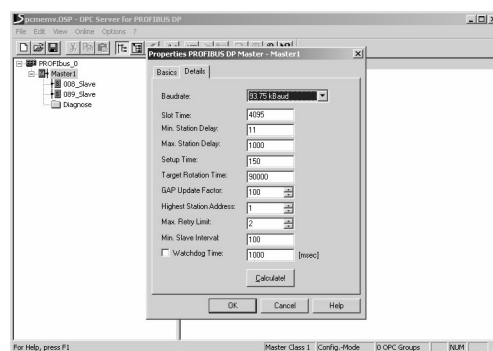 pcmemv.OSP - OPC Server for PROFIBUS DP
File Edit View Online Options ?
Properties PROFIBUS DP Master - Master1
PROFIbus_0
Master1
008_Slave
089_Slave
Diagnose
Basics Details
Baudrate: 93.75 kBaud
Slot Time: 4095
Min. Station Delay: 11
Max. Station Delay: 1000
Setup Time: 150
Target Rotation Time: 90000
GAP Update Factor: 100
Highest Station Address: 1
Max. Retry Limit: 2
Min. Slave Interval: 100
Watchdog Time: 1000 [msec]
Calculate!
OK Cancel Help
For Help, press F1 Master Class 1 Config.-Mode 0 OPC Groups NUM